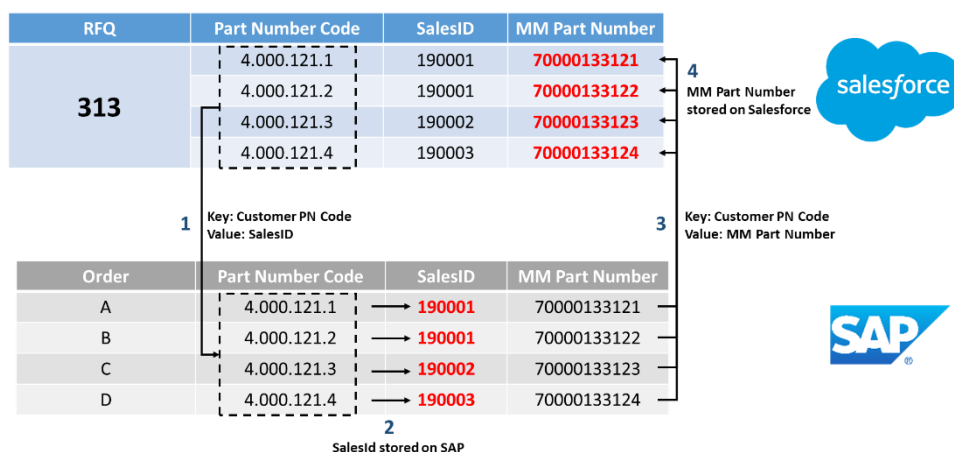 RFQ Part Number Code SalesID MM Part Number
313
4.000.121.1 190001 70000133121
4.000.121.2 190001 70000133122
4.000.121.3 190002 70000133123
4.000.121.4 190003 70000133124
4
MM Part Number
stored on Salesforce
salesforce
1
Key: Customer PN Code
Value: SalesID
3
Key: Customer PN Code
Value: MM Part Number
Order Part Number Code SalesID MM Part Number
A 4.000.121.1 190001 70000133121
B 4.000.121.2 190001 70000133122
C 4.000.121.3 190002 70000133123
D 4.000.121.4 190003 70000133124
SAP ®
2
SalesId stored on SAP